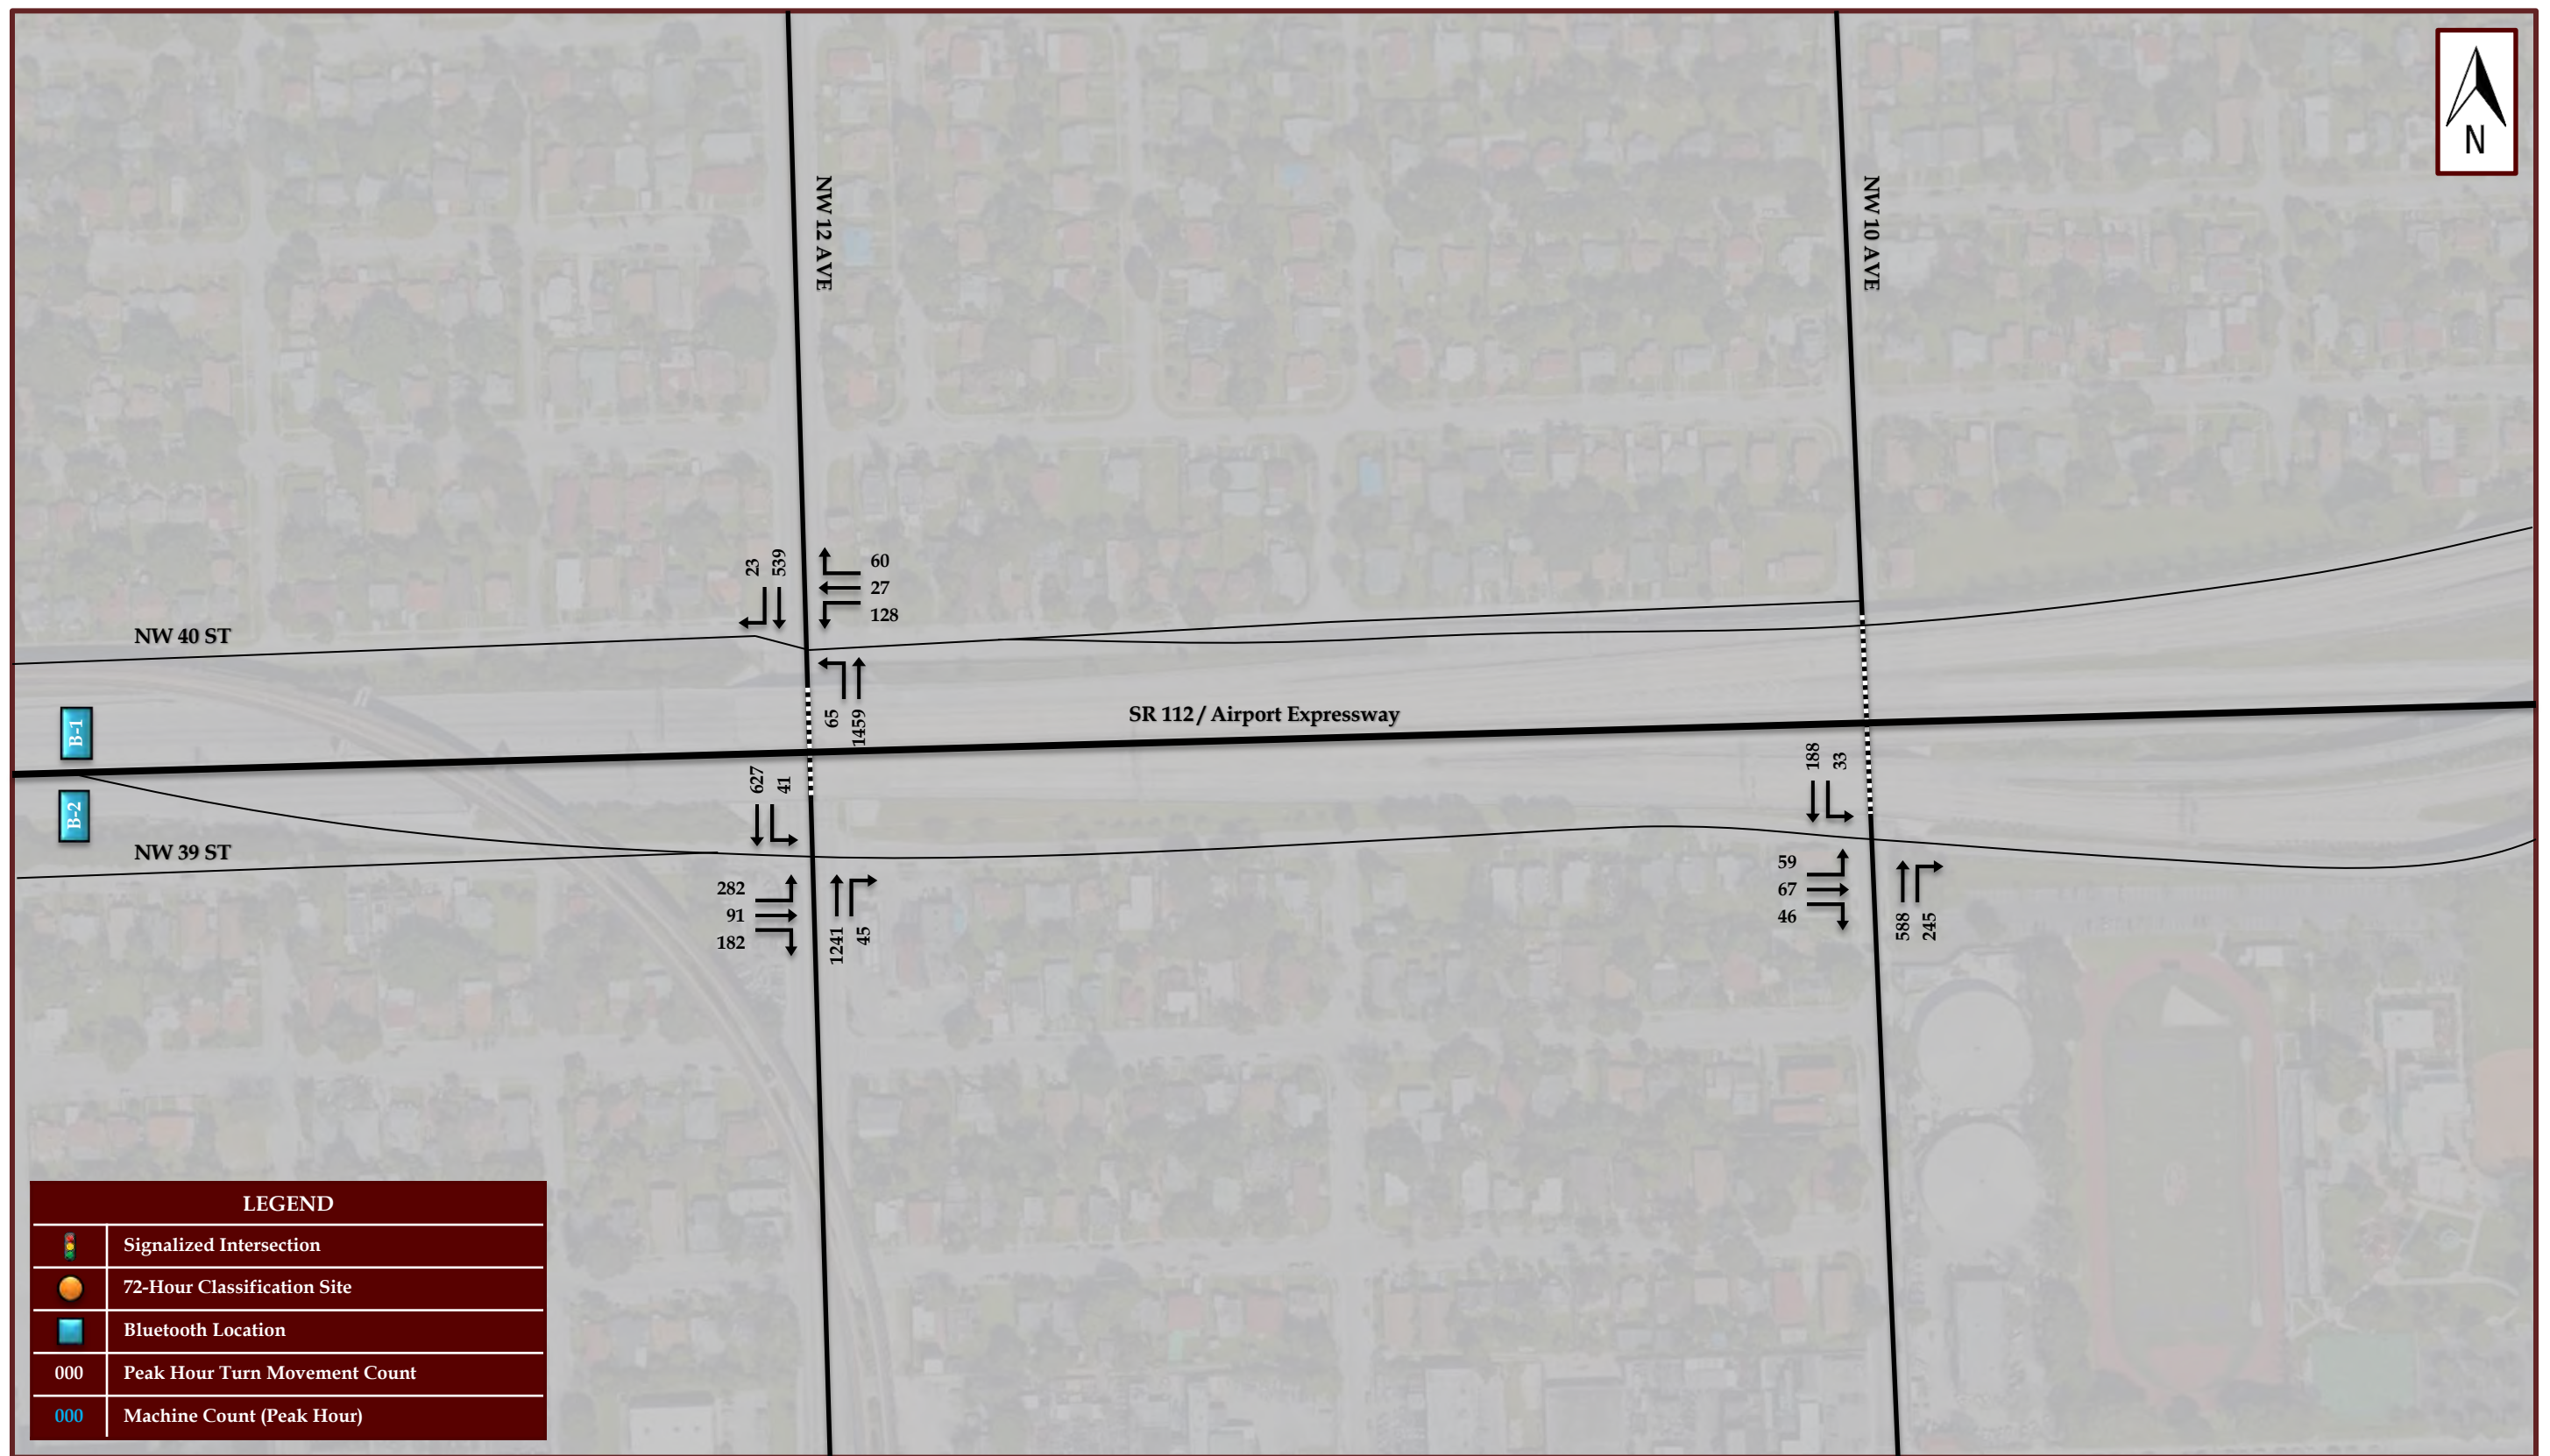 N
NW 12 AVE
NW 10 AVE
23
539
60
27
128
NW 40 ST
65
1459
SR 112 / Airport Expressway
B-1
B-2
627
41
188
33
NW 39 ST
282
91
182
1241
45
59
67
46
588
245
LEGEND
Signalized Intersection
72-Hour Classification Site
Bluetooth Location
000 Peak Hour Turn Movement Count
000 Machine Count (Peak Hour)